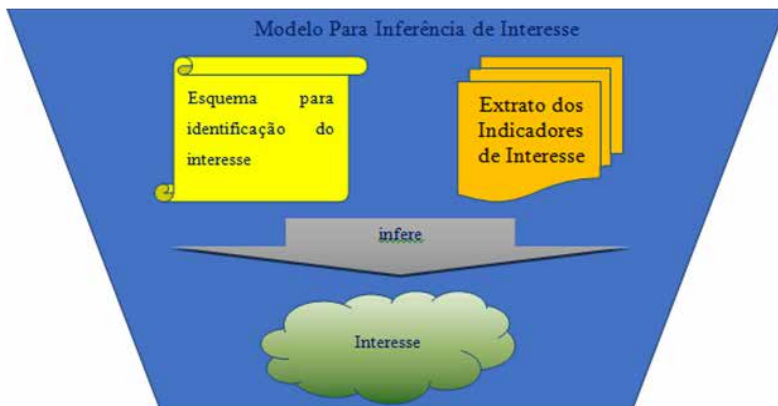 Modelo Para Inferência de Interesse
Esquema para
identificação do
interesse
Extrato dos
Indicadores
de Interesse
infere
Interesse